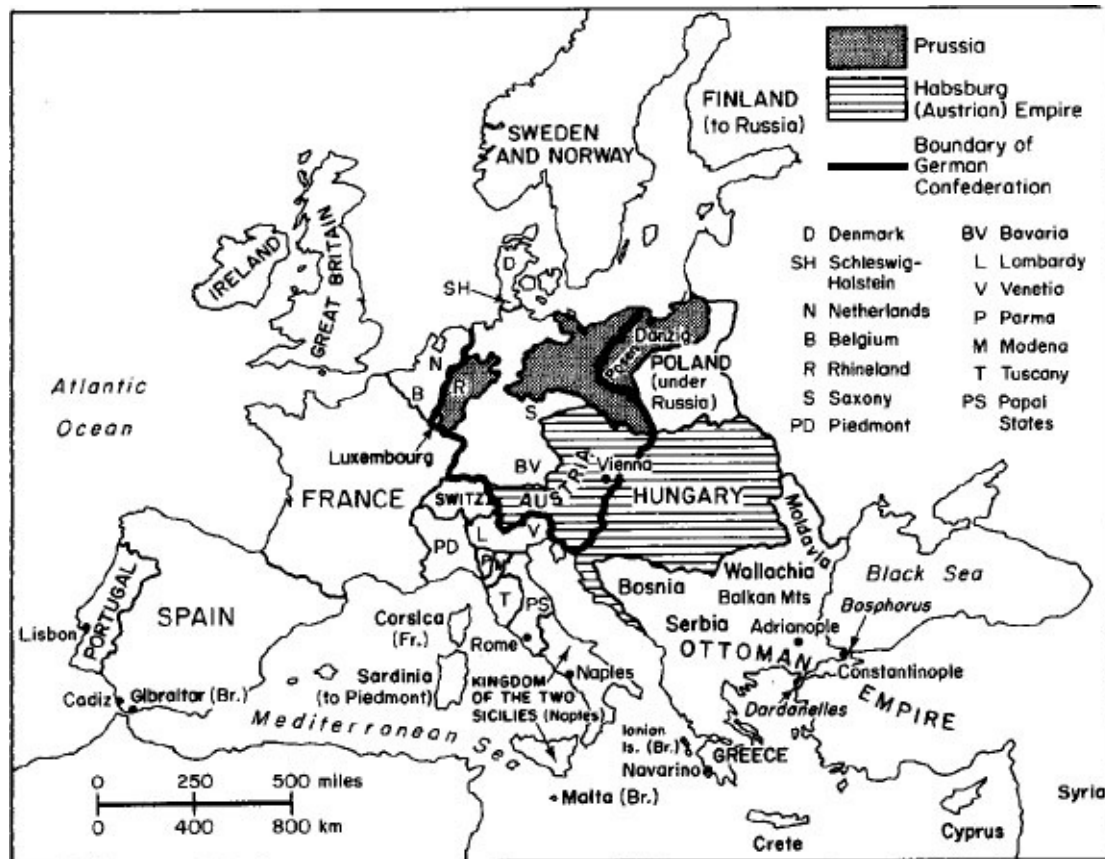 Prussia
Habsburg
(Austrian) Empire
Boundary of
German
Confederation
D Denmark
SH Schleswig-
Holstein
N Netherlands
B Belgium
R Rhineland
S Saxony
PD Piedmont
BV Bavaria
L Lombardy
V Venetia
P Parma
M Modena
T Tuscany
PS Papal
States
FINLAND
(to Russia)
SWEDEN
AND NORWAY
IRELAND
GREAT BRITAIN
D
SH
Atlantic
Ocean
N
B
R
Danzig
Posen
POLAND
(under
Russia)
S
Luxembourg
BV
Vienna
AUSTRIA
HUNGARY
FRANCE
SWITZ.
PD
L
V
P
M
T
PS
Moldavia
Wallachia
Balkan Mts
Bosnia
Serbia
Black Sea
Bosphorus
Adrianople
OTTOMAN
EMPIRE
Constantinople
Dardanelles
PORTUGAL
SPAIN
Lisbon
Cadiz
Gibraltar (Br.)
Corsica
(Fr.)
Rome
Sardinia
(to Piedmont)
Naples
KINGDOM
OF THE TWO
SICILIES (Naples)
Mediterranean Sea
Ionian
Is. (Br.)
GREECE
Navarino
Malta (Br.)
Crete
Cyprus
Syria
0 250 500 miles
0 400 800 km